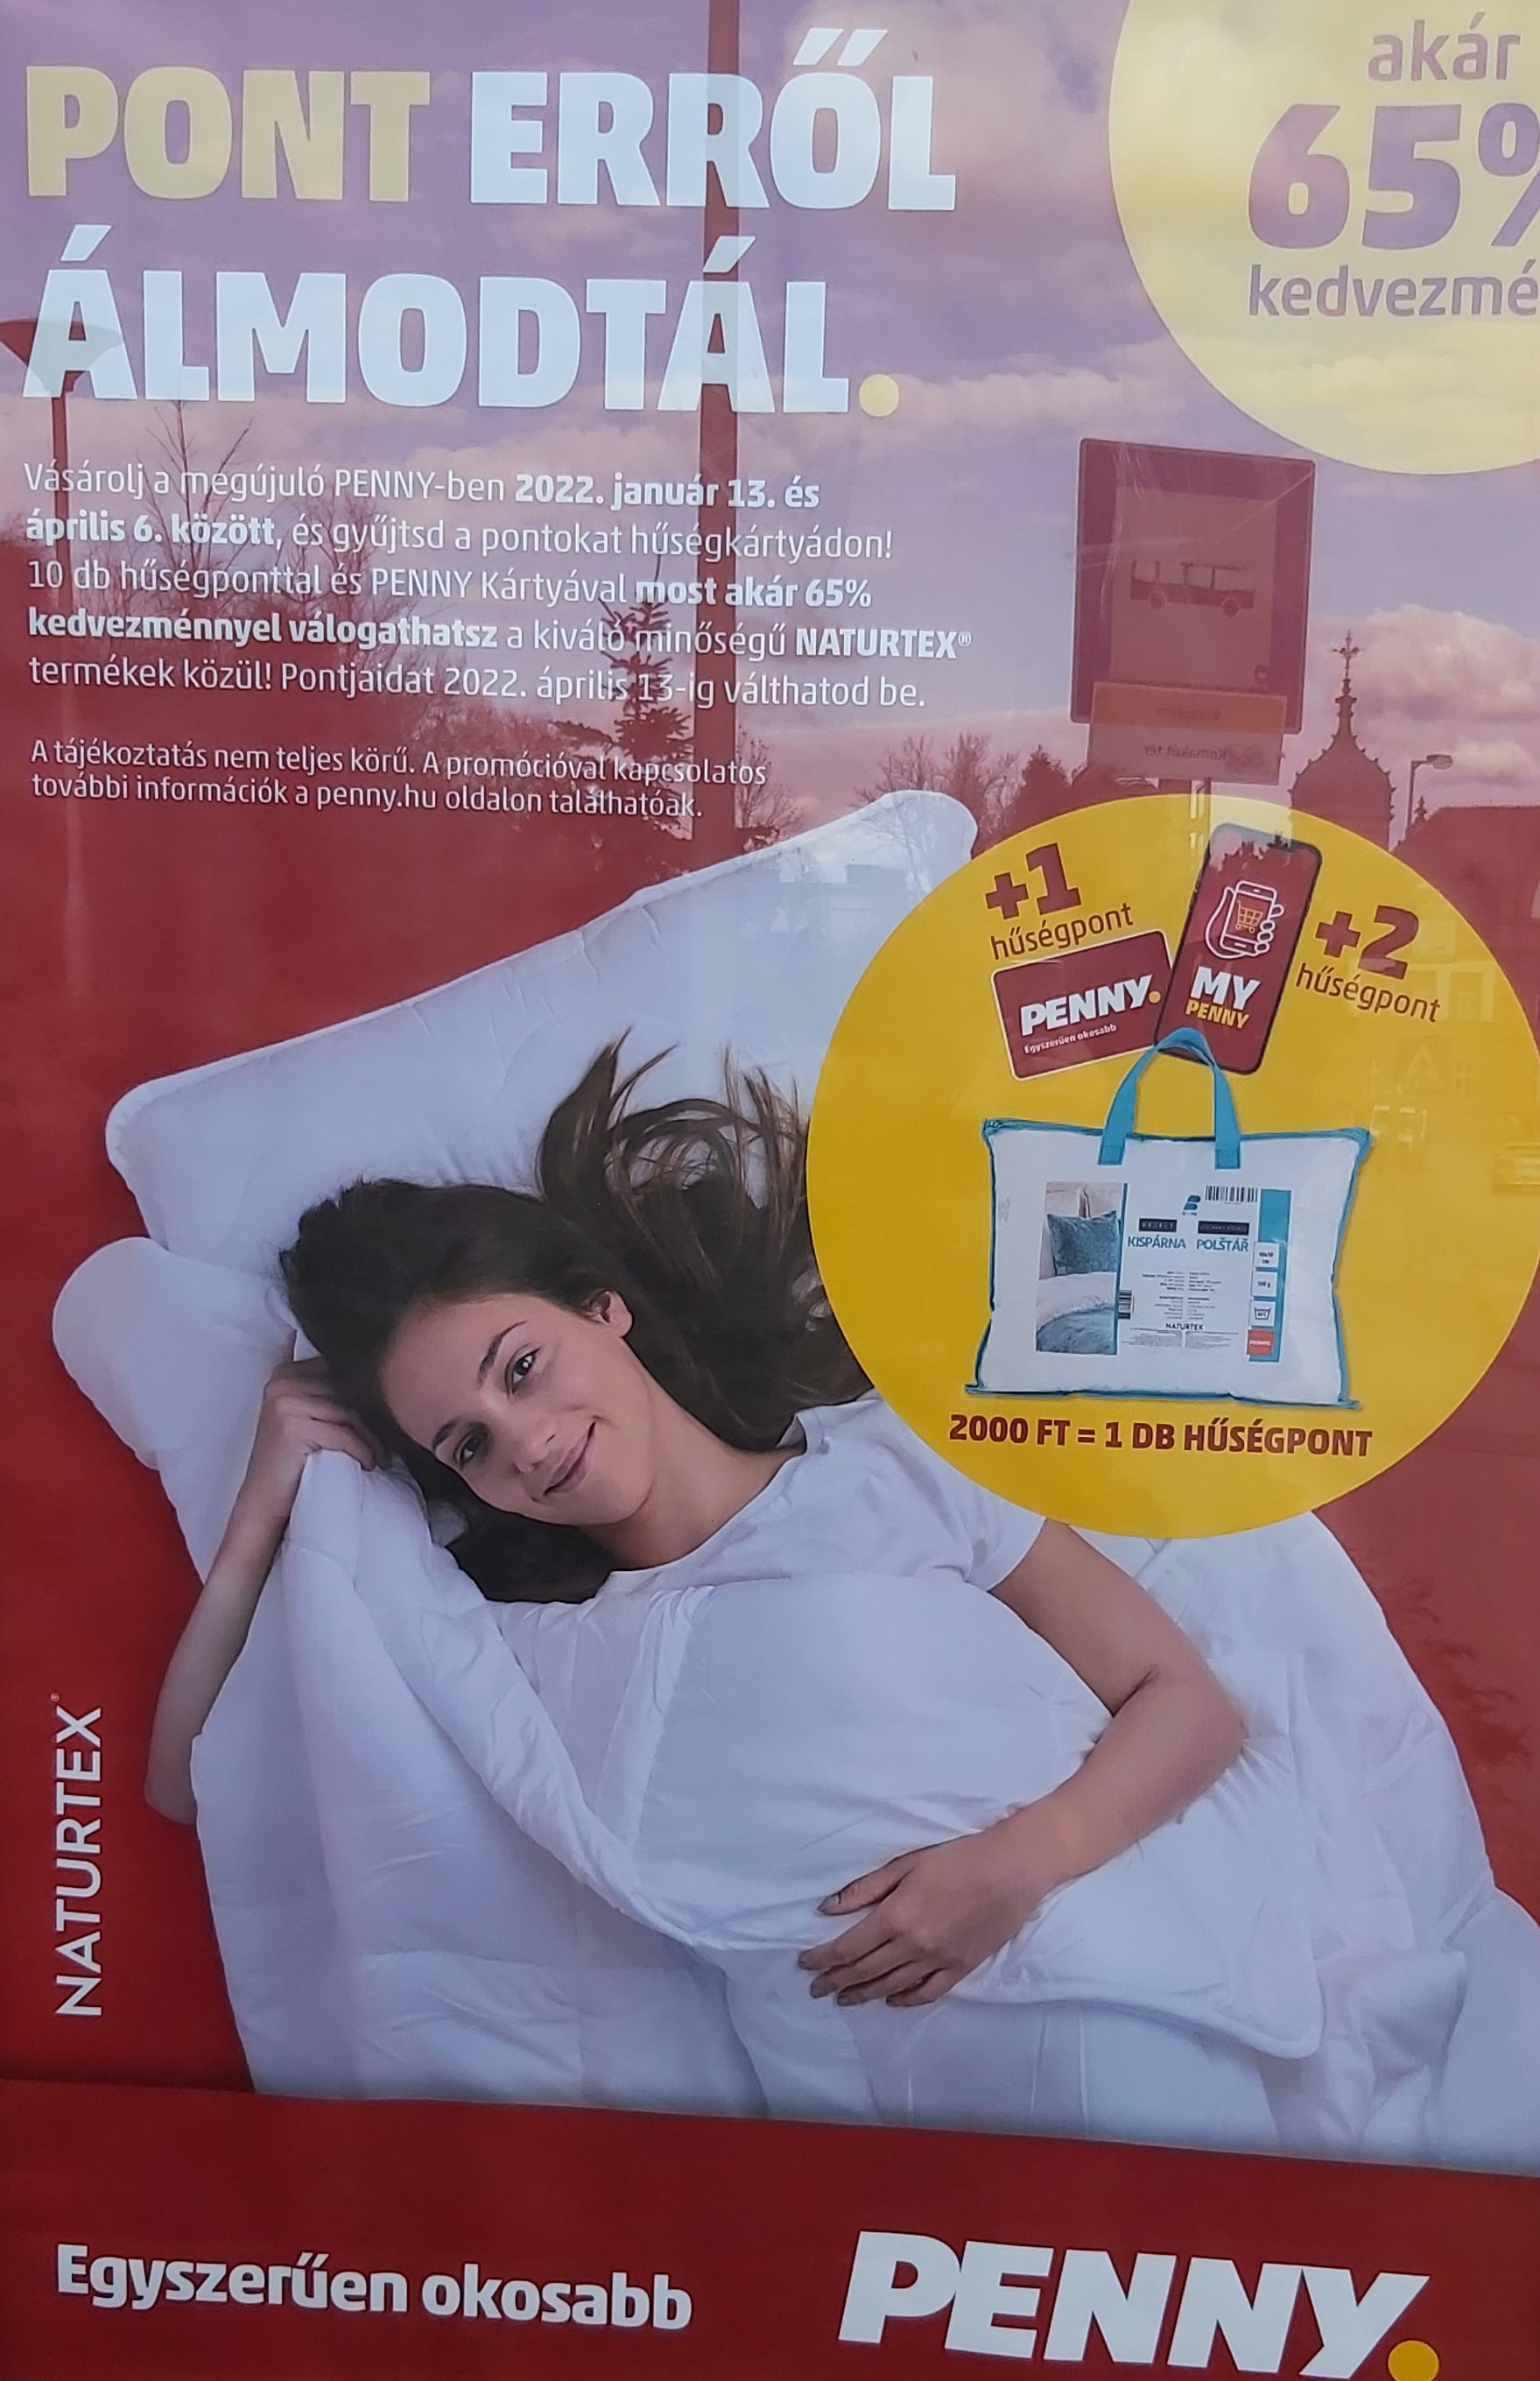 PONT ERRŐL
ÁLMODTÁL.
akár
65%
kedvezmé
Vásárolj a megújuló PENNY-ben 2022. január 13. és
április 6. között, és gyűjtsd a pontokat hűségkártyádon!
10 db hűségponttal és PENNY Kártyával most akár 65%
kedvezménnyel válogathatsz a kiváló minőségű NATURTEX®
termékek közül! Pontjaidat 2022. április 13-ig válthatod be.
A tájékoztatás nem teljes körű. A promócióval kapcsolatos
további információk a penny.hu oldalon találhatóak.
Veszprém
Komakút tér
+1
hűségpont
+2
hűségpont
PENNY.
Egyszerűen okosabb
MY
PENNY
KISPÁRNA POLŠTÁŘ
NATURTEX
PENNY.
2000 FT = 1 DB HŰSÉGPONT
NATURTEX®
Egyszerűen okosabb
PENNY.